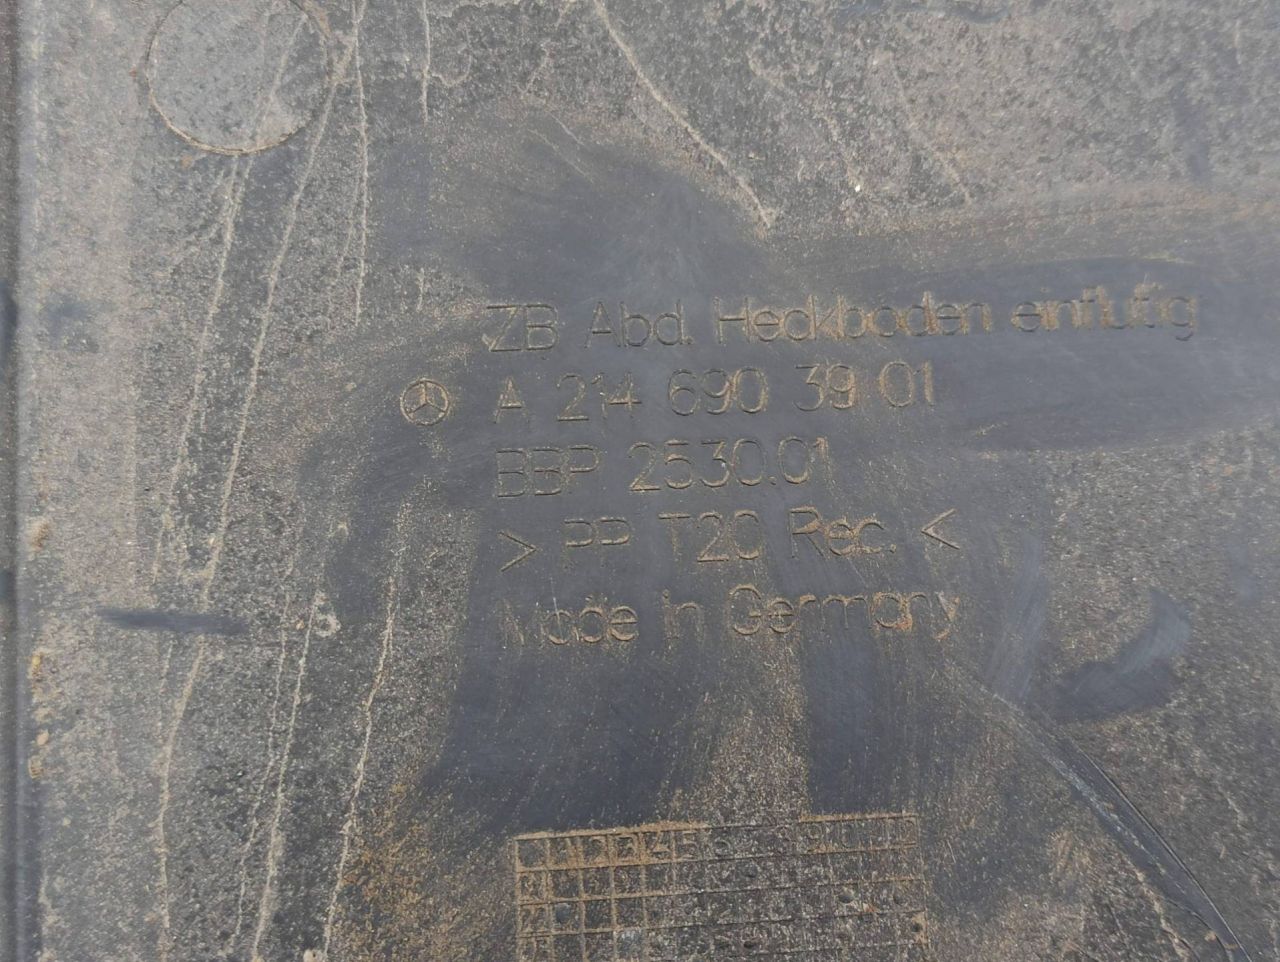 ZB Abd. Heckboden einflutig
A 214 690 39 01
BBP 2530.01
> PP T20 Rec. <
Made in Germany